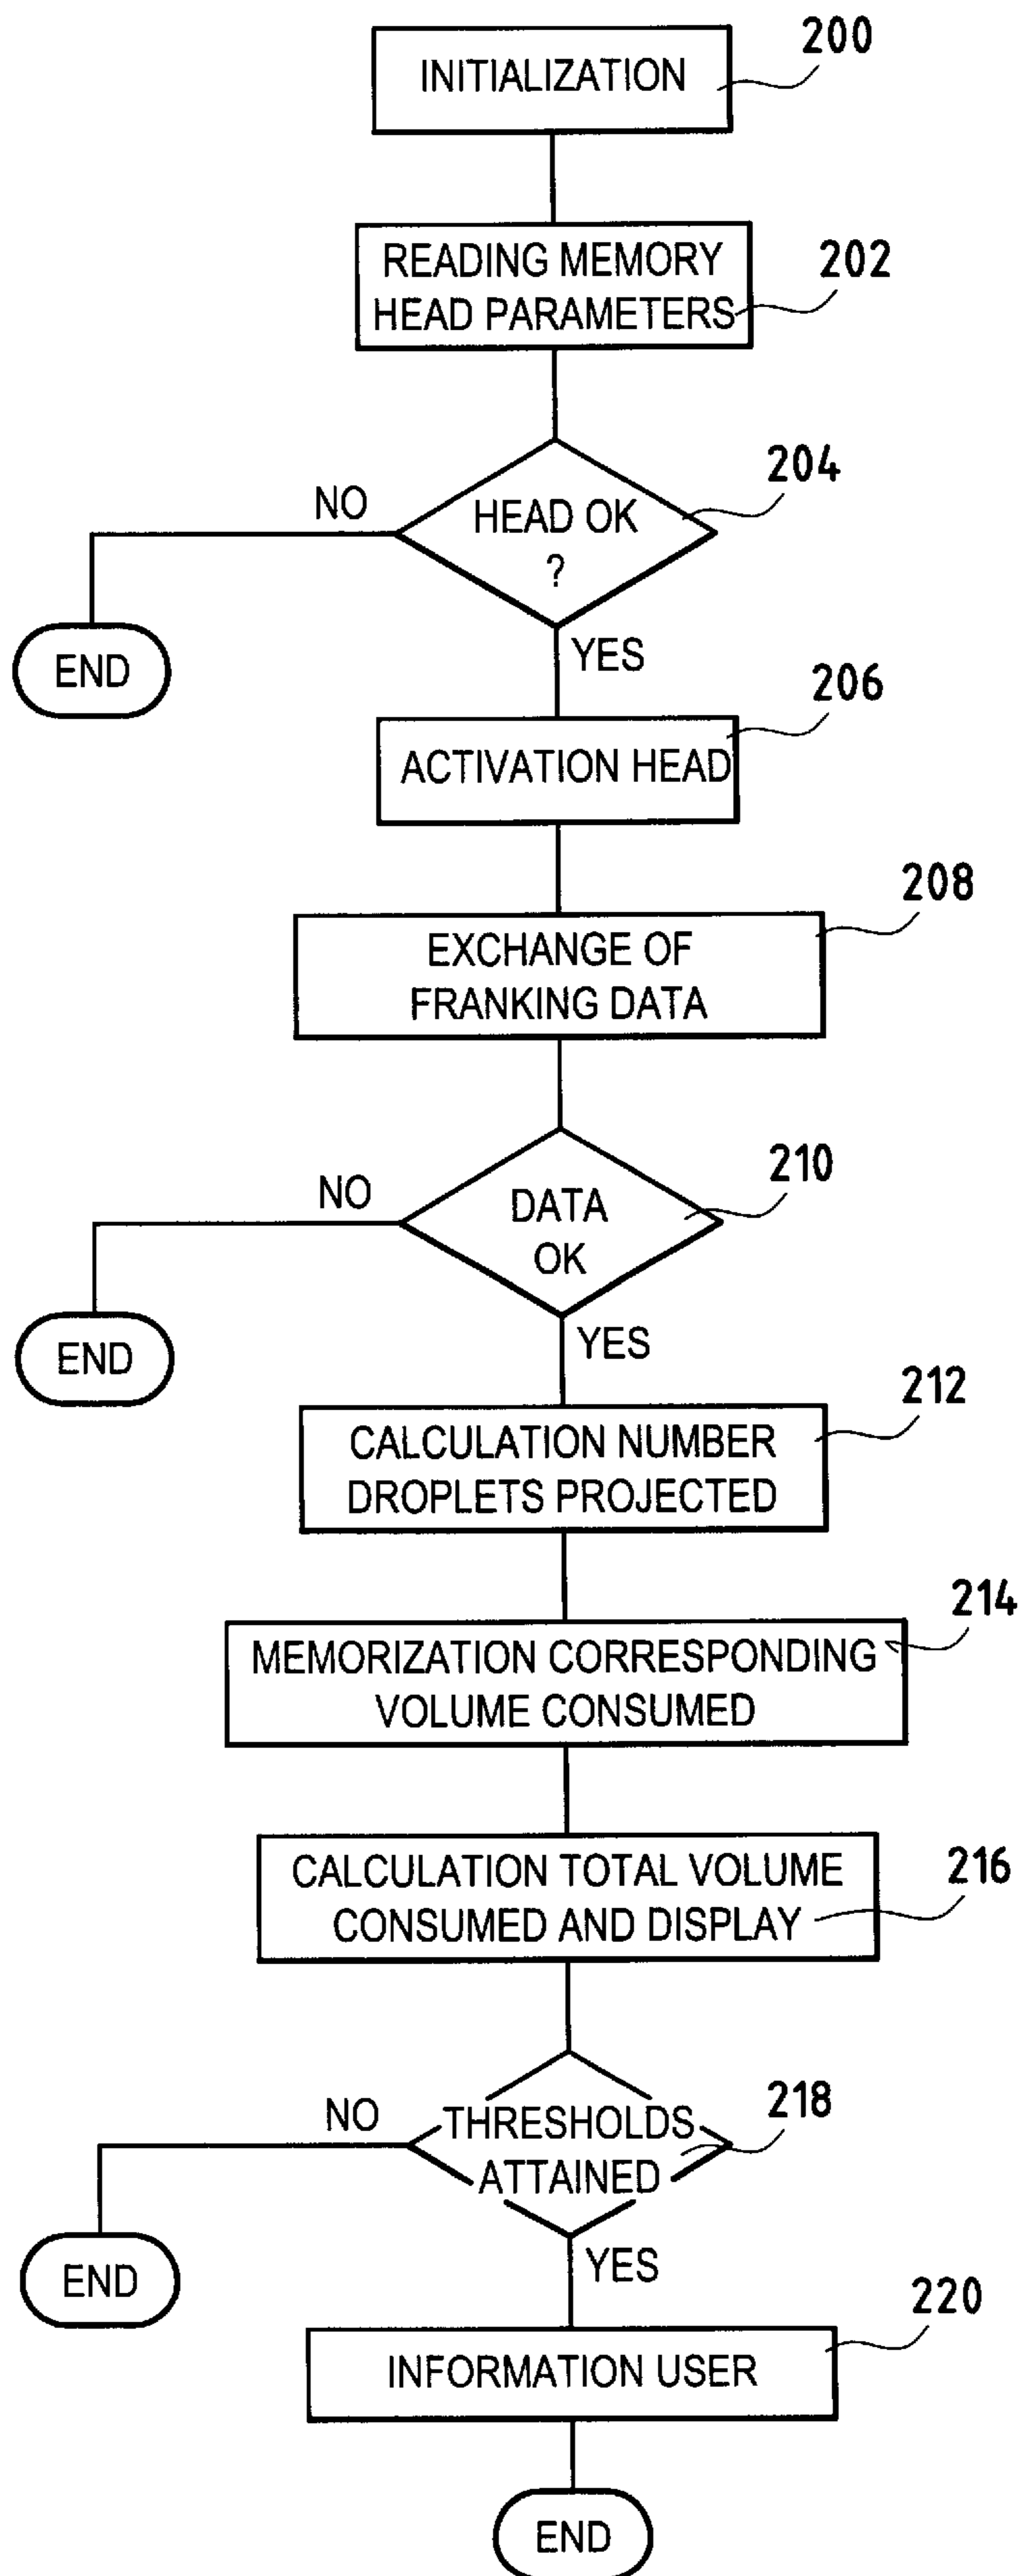 INITIALIZATION
200
READING MEMORY
HEAD PARAMETERS
202
204
NO
HEAD OK
?
END
YES
206
ACTIVATION HEAD
208
EXCHANGE OF
FRANKING DATA
210
NO
DATA
OK
END
YES
212
CALCULATION NUMBER
DROPLETS PROJECTED
214
MEMORIZATION CORRESPONDING
VOLUME CONSUMED
216
CALCULATION TOTAL VOLUME
CONSUMED AND DISPLAY
218
NO
THRESHOLDS
ATTAINED
END
YES
220
INFORMATION USER
END